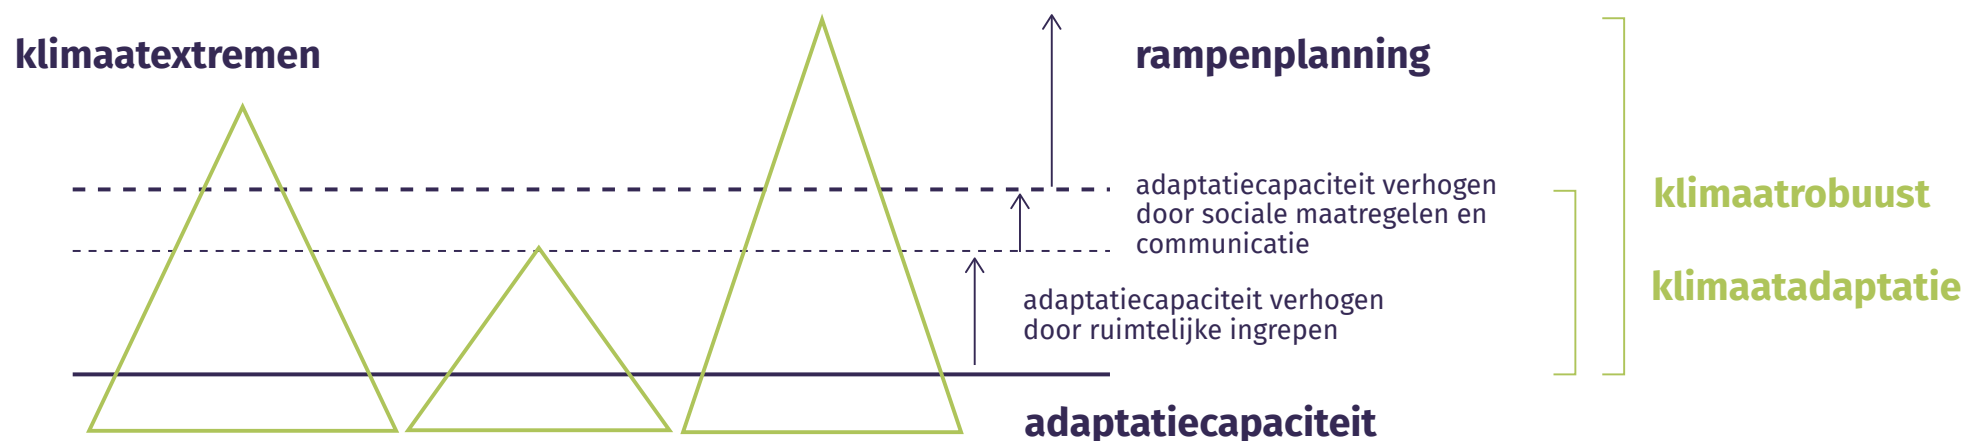 klimaatextremen
rampenplanning
adaptatiecapaciteit verhogen
door sociale maatregelen en
communicatie
klimaatrobuust
klimaatadaptatie
adaptatiecapaciteit verhogen
door ruimtelijke ingrepen
adaptatiecapaciteit